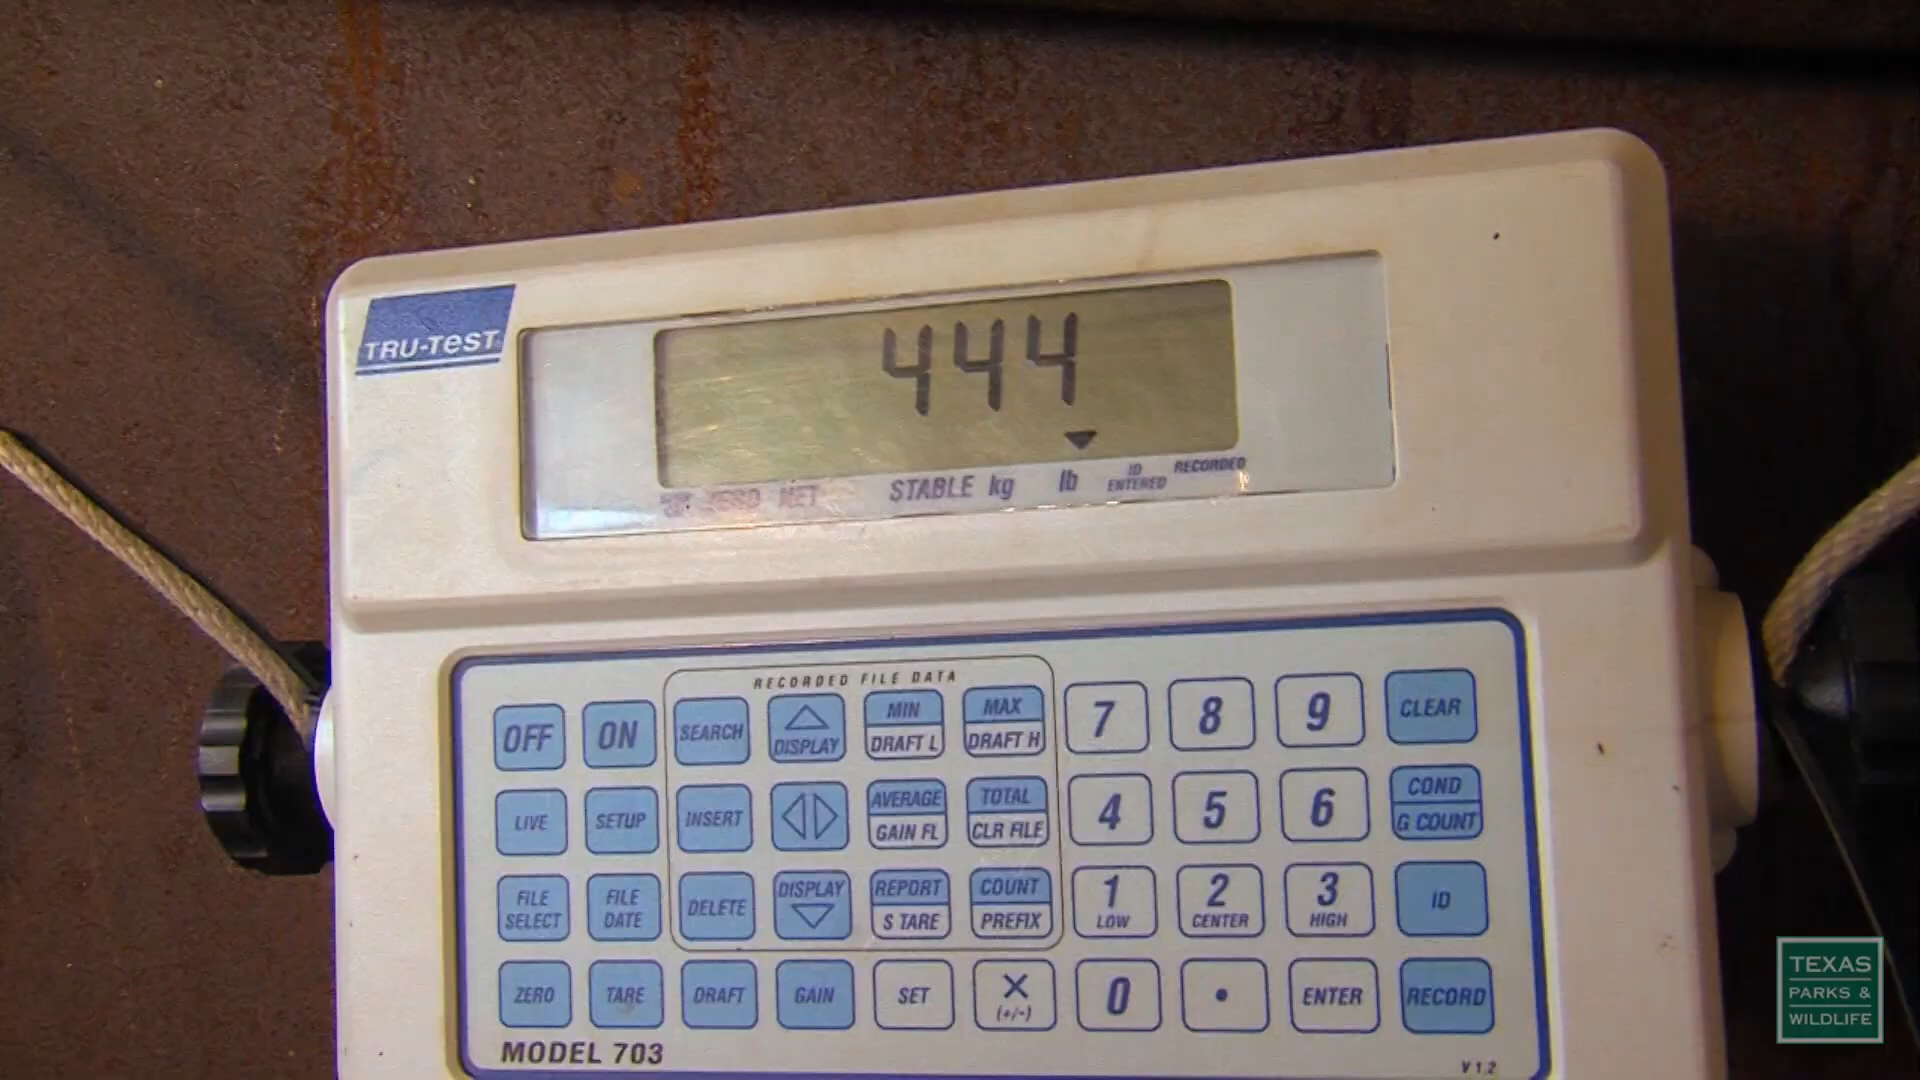 TRU-TEST
444
ZERO NET STABLE kg lb ID ENTERED RECORDED
RECORDED FILE DATA
OFF ON SEARCH DISPLAY MIN DRAFT L MAX DRAFT H 7 8 9 CLEAR
LIVE SETUP INSERT AVERAGE GAIN FL TOTAL CLR FILE 4 5 6 COND G COUNT
FILE SELECT FILE DATE DELETE DISPLAY REPORT S TARE COUNT PREFIX 1 LOW 2 CENTER 3 HIGH ID
ZERO TARE DRAFT GAIN SET X (+/-) 0 • ENTER RECORD
MODEL 703
V 1.2
TEXAS
PARKS &
WILDLIFE